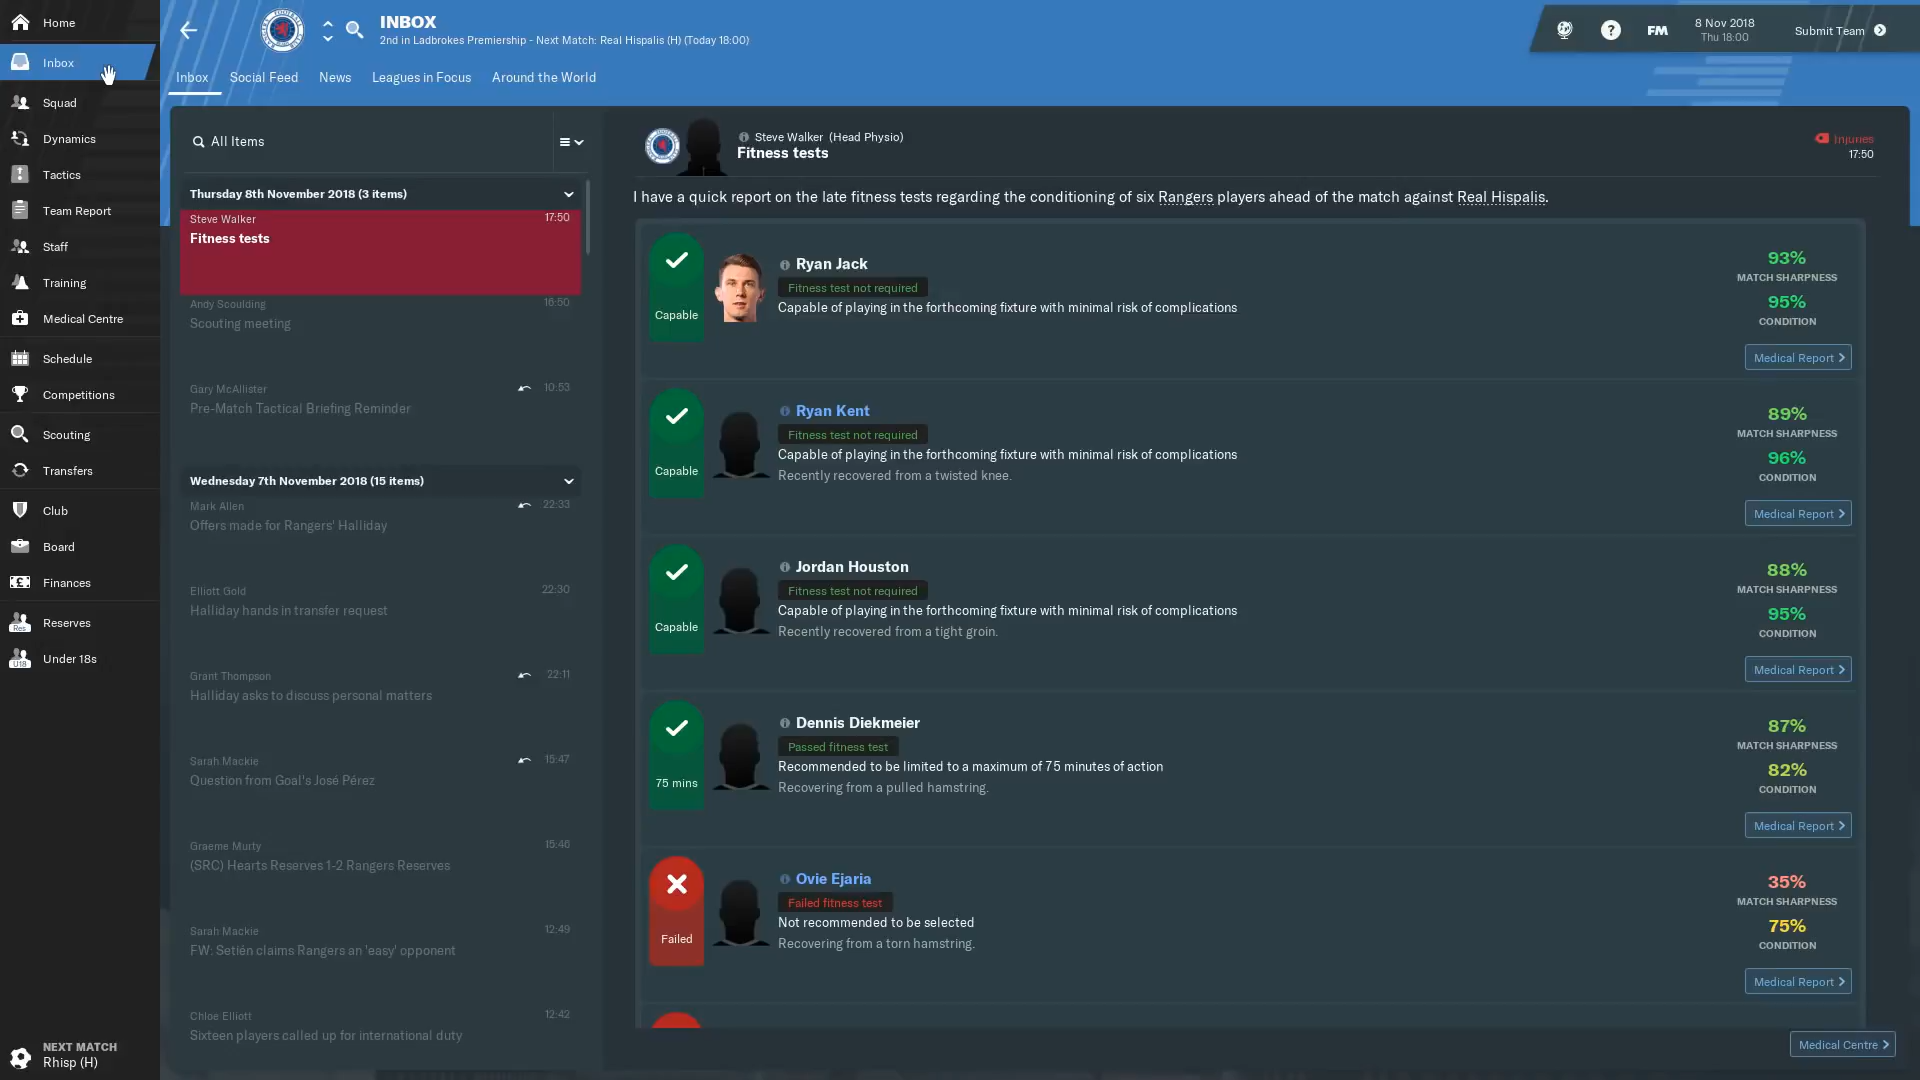 Home
Inbox
Squad
Dynamics
Tactics
Team Report
Staff
Training
Medical Centre
Schedule
Competitions
Scouting
Transfers
Club
Board
Finances
Res
Reserves
U18
Under 18s
NEXT MATCH
Rhisp (H)
INBOX
2nd in Ladbrokes Premiership - Next Match: Real Hispalis (H) (Today 18:00)
Inbox Social Feed News Leagues in Focus Around the World
FM
8 Nov 2018
Thu 18:00
Submit Team
All Items
Thursday 8th November 2018 (3 items)
Steve Walker 17:50
Fitness tests
Andy Scoulding 16:50
Scouting meeting
Gary McAllister 10:53
Pre-Match Tactical Briefing Reminder
Wednesday 7th November 2018 (15 items)
Mark Allen 22:33
Offers made for Rangers' Halliday
Elliott Gold 22:30
Halliday hands in transfer request
Grant Thompson 22:11
Halliday asks to discuss personal matters
Sarah Mackie 15:47
Question from Goal's José Pérez
Graeme Murty 15:46
(SRC) Hearts Reserves 1-2 Rangers Reserves
Sarah Mackie 12:49
FW: Setién claims Rangers an 'easy' opponent
Chloe Elliott 12:42
Sixteen players called up for international duty
Steve Walker (Head Physio)
Fitness tests
Injuries
17:50
I have a quick report on the late fitness tests regarding the conditioning of six Rangers players ahead of the match against Real Hispalis.
Capable
Ryan Jack
Fitness test not required
Capable of playing in the forthcoming fixture with minimal risk of complications
93%
MATCH SHARPNESS
95%
CONDITION
Medical Report
Capable
Ryan Kent
Fitness test not required
Capable of playing in the forthcoming fixture with minimal risk of complications
Recently recovered from a twisted knee.
89%
MATCH SHARPNESS
96%
CONDITION
Medical Report
Capable
Jordan Houston
Fitness test not required
Capable of playing in the forthcoming fixture with minimal risk of complications
Recently recovered from a tight groin.
88%
MATCH SHARPNESS
95%
CONDITION
Medical Report
75 mins
Dennis Diekmeier
Passed fitness test
Recommended to be limited to a maximum of 75 minutes of action
Recovering from a pulled hamstring.
87%
MATCH SHARPNESS
82%
CONDITION
Medical Report
Failed
Ovie Ejaria
Failed fitness test
Not recommended to be selected
Recovering from a torn hamstring.
35%
MATCH SHARPNESS
75%
CONDITION
Medical Report
Medical Centre